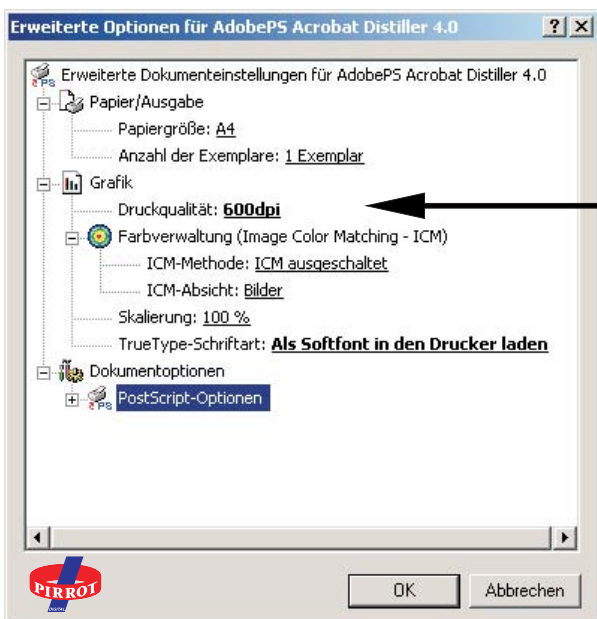 Erweiterte Optionen für AdobePS Acrobat Distiller 4.0
Erweiterte Dokumenteinstellungen für AdobePS Acrobat Distiller 4.0
Papier/Ausgabe
Papiergröße: A4
Anzahl der Exemplare: 1 Exemplar
Grafik
Druckqualität: 600dpi
Farbverwaltung (Image Color Matching - ICM)
ICM-Methode: ICM ausgeschaltet
ICM-Absicht: Bilder
Skalierung: 100 %
TrueType-Schriftart: Als Softfont in den Drucker laden
Dokumentoptionen
PostScript-Optionen
PIRROT
DIGITAL
OK
Abbrechen